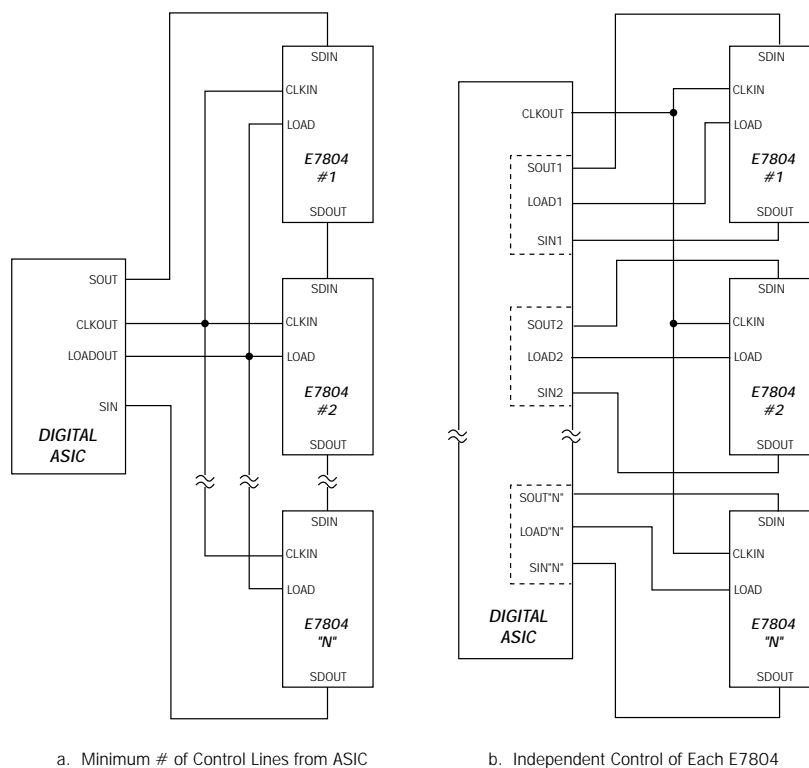 SDIN
CLKIN
LOAD
E7804
#1
SDOUT
SOUT
CLKOUT
LOADOUT
SIN
DIGITAL
ASIC
SDIN
CLKIN
LOAD
E7804
#2
SDOUT
SDIN
CLKIN
LOAD
E7804
"N"
SDOUT
a. Minimum # of Control Lines from ASIC
CLKOUT
SOUT1
LOAD1
SIN1
SOUT2
LOAD2
SIN2
SOUT"N"
LOAD"N"
SIN"N"
DIGITAL
ASIC
SDIN
CLKIN
LOAD
E7804
#1
SDOUT
SDIN
CLKIN
LOAD
E7804
#2
SDOUT
SDIN
CLKIN
LOAD
E7804
"N"
SDOUT
b. Independent Control of Each E7804